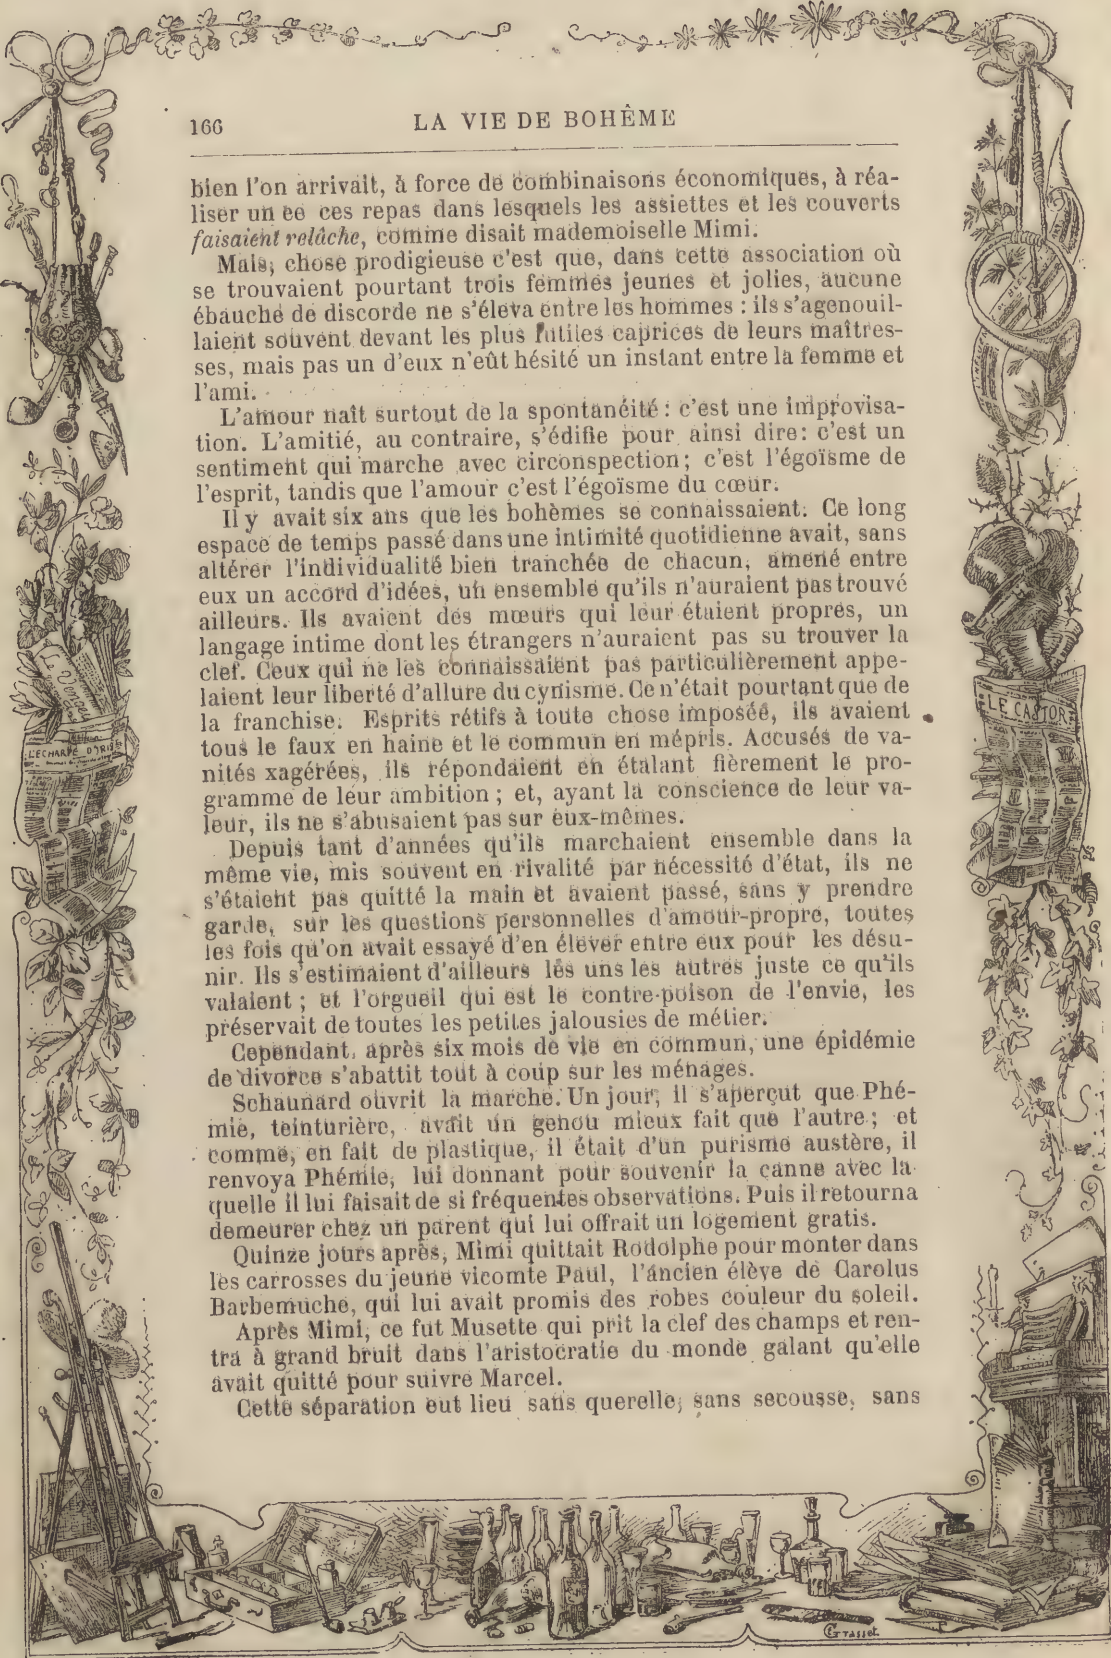 166
LA VIE DE BOHÊME
bien l'on arrivait, à force de combinaisons économiques, à réa-
liser un ee ces repas dans lesquels les assiettes et les couverts
faisaient relâche, comme disait mademoiselle Mimi.
Mais, chose prodigieuse c'est que, dans cette association où
se trouvaient pourtant trois femmes jeunes et jolies, aucune
ébauche de discorde ne s'éleva entre les hommes : ils s'agenouil-
laient souvent devant les plus futiles caprices de leurs maîtres-
ses, mais pas un d'eux n'eût hésité un instant entre la femme et
l'ami.
L'amour naît surtout de la spontanéité : c'est une improvisa-
tion. L'amitié, au contraire, s'édifie pour ainsi dire : c'est un
sentiment qui marche avec circonspection ; c'est l'égoïsme de
l'esprit, tandis que l'amour c'est l'égoïsme du cœur.
Il y avait six ans que les bohèmes se connaissaient. Ce long
espace de temps passé dans une intimité quotidienne avait, sans
altérer l'individualité bien tranchée de chacun, amené entre
eux un accord d'idées, un ensemble qu'ils n'auraient pas trouvé
ailleurs. Ils avaient des mœurs qui leur étaient propres, un
langage intime dont les étrangers n'auraient pas su trouver la
clef. Ceux qui ne les connaissaient pas particulièrement appe-
laient leur liberté d'allure du cynisme. Ce n'était pourtant que de
la franchise. Esprits rétifs à toute chose imposée, ils avaient
tous le faux en haine et le commun en mépris. Accusés de va-
nités xagérées, ils répondaient en étalant fièrement le pro-
gramme de leur ambition ; et, ayant la conscience de leur va-
leur, ils ne s'abusaient pas sur eux-mêmes.
Depuis tant d'années qu'ils marchaient ensemble dans la
même vie, mis souvent en rivalité par nécessité d'état, ils ne
s'étaient pas quitté la main et avaient passé, sans y prendre
garde, sur les questions personnelles d'amour-propre, toutes
les fois qu'on avait essayé d'en élever entre eux pour les désu-
nir. Ils s'estimaient d'ailleurs les uns les autres juste ce qu'ils
valaient ; et l'orgueil qui est le contre-poison de l'envie, les
préservait de toutes les petites jalousies de métier.
Cependant, après six mois de vie en commun, une épidémie
de divorce s'abattit tout à coup sur les ménages.
Schaunard ouvrit la marche. Un jour, il s'aperçut que Phé-
mie, teinturière, avait un genou mieux fait que l'autre ; et
comme, en fait de plastique, il était d'un purisme austère, il
renvoya Phémie, lui donnant pour souvenir la canne avec la
quelle il lui faisait de si fréquentes observations. Puis il retourna
demeurer chez un parent qui lui offrait un logement gratis.
Quinze jours après, Mimi quittait Rodolphe pour monter dans
les carrosses du jeune vicomte Paul, l'ancien élève de Carolus
Barbemuche, qui lui avait promis des robes couleur du soleil.
Après Mimi, ce fut Musette qui prit la clef des champs et ren-
tra à grand bruit dans l'aristocratie du monde galant qu'elle
avait quitté pour suivre Marcel.
Cette séparation eut lieu sans querelle, sans secousse, sans
L'ECHARPE D'IRIS
LE CASTOR
Grasset